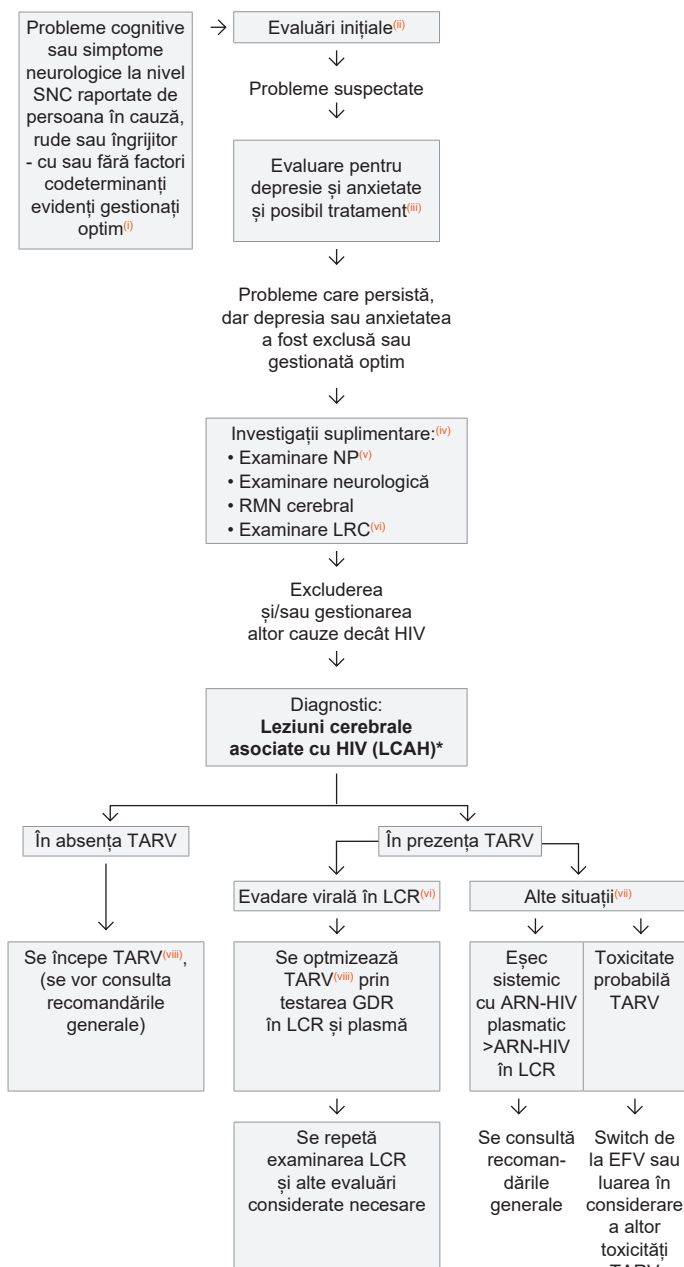 Probleme cognitive
sau simptome
neurologice la nivel
SNC raportate de
persoana în cauză,
rude sau îngrijitor
- cu sau fără factori
codeterminanți
evidenți gestionați
optim(i)
Evaluări inițiale(ii)
Probleme suspectate
Evaluare pentru
depresie și anxietate
și posibil tratament(iii)
Probleme care persistă,
dar depresia sau anxietatea
a fost exclusă sau
gestionată optim
Investigații suplimentare:(iv)
• Examinare NP(v)
• Examinare neurologică
• RMN cerebral
• Examinare LRC(vi)
Excluderea
și/sau gestionarea
altor cauze decât HIV
Diagnostic:
Leziuni cerebrale
asociate cu HIV (LCAH)*
În absența TARV
În prezența TARV
Evadare virală în LCR(vi)
Alte situații(vii)
Se începe TARV(viii),
(se vor consulta
recomandările
generale)
Se optmizează
TARV(viii) prin
testarea GDR
în LCR și plasmă
Eșec
sistemic
cu ARN-HIV
plasmatic
>ARN-HIV
în LCR
Toxicitate
probabilă
TARV
Se repetă
examinarea LCR
și alte evaluări
considerate necesare
Se consultă
recoman-
dările
generale
Switch de
la EFV sau
luarea în
considerare
a altor
toxicități
TARV